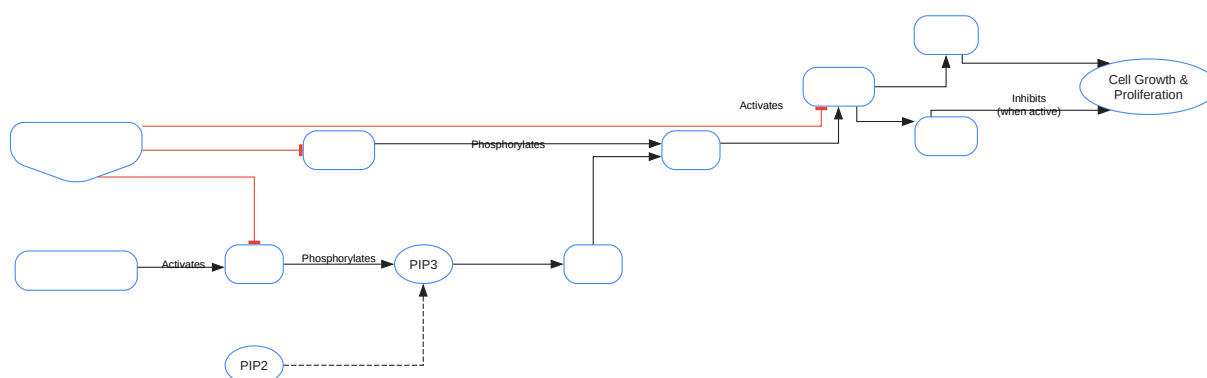 Activates
Cell Growth &
Proliferation
Inhibits
(when active)
Phosphorylates
Activates
Phosphorylates
PIP3
PIP2